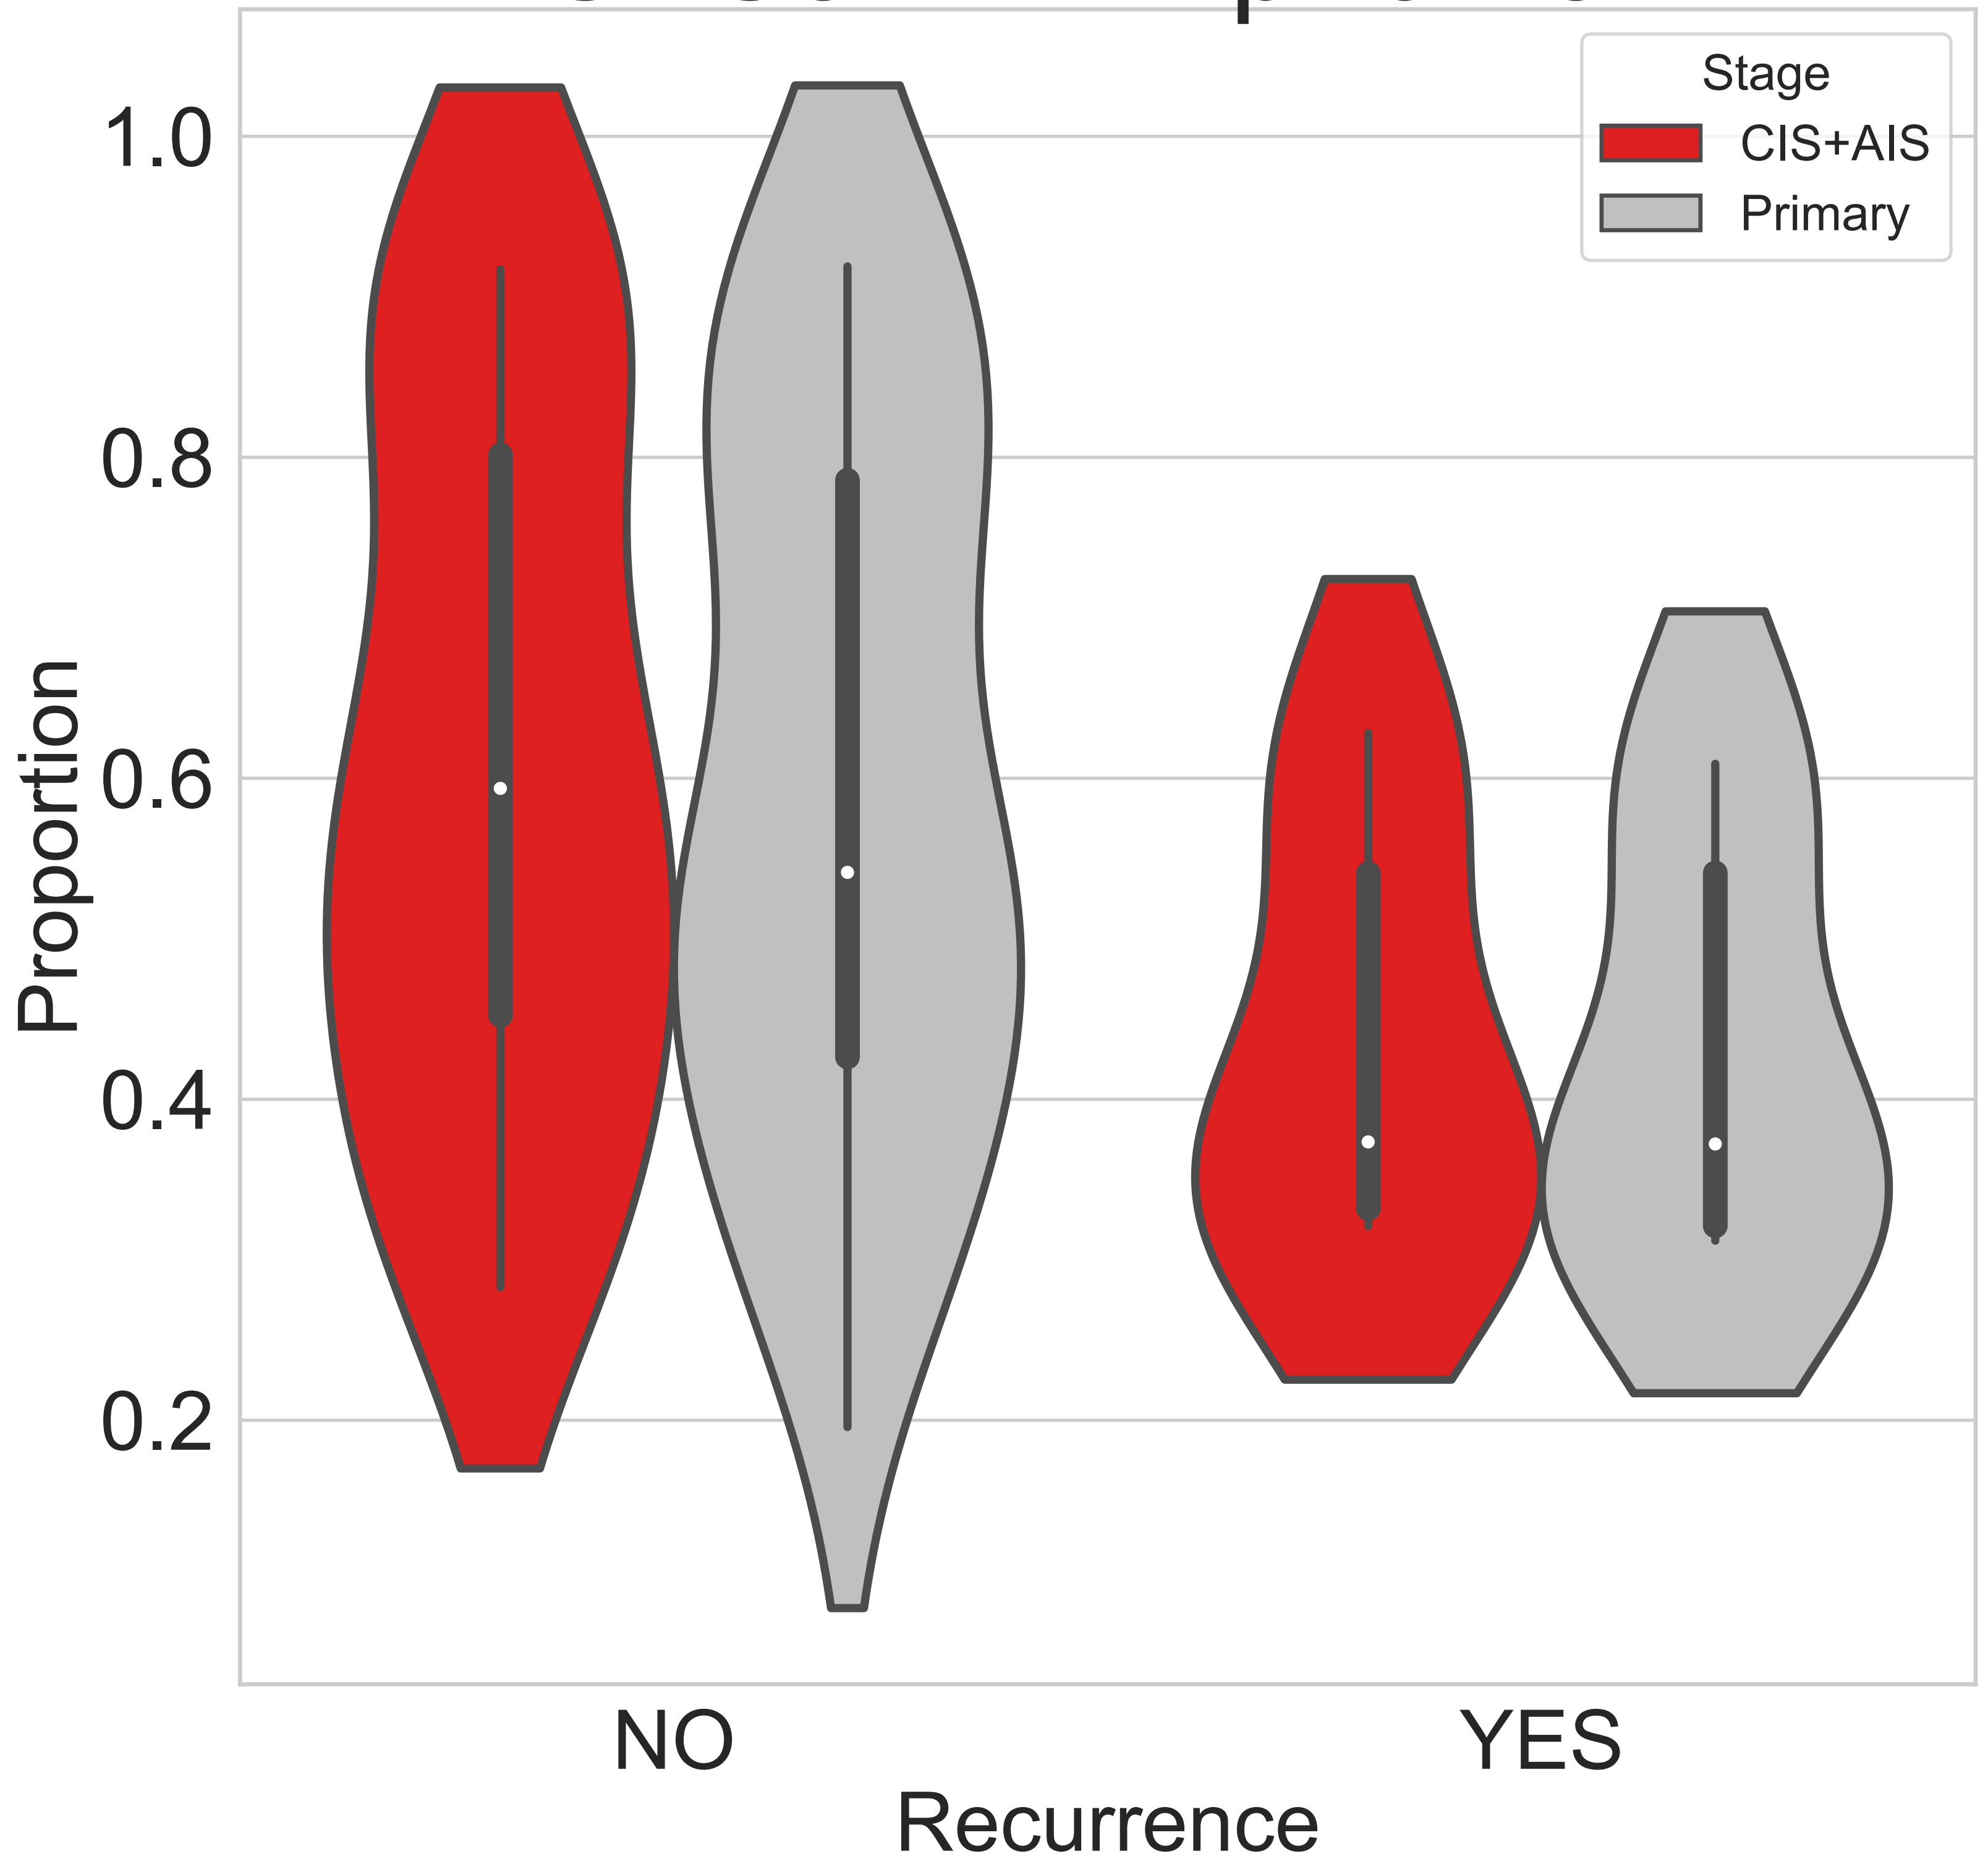 Stage
CIS+AIS
Primary
1.0
0.8
0.6
0.4
0.2
Proportion
NO
YES
Recurrence